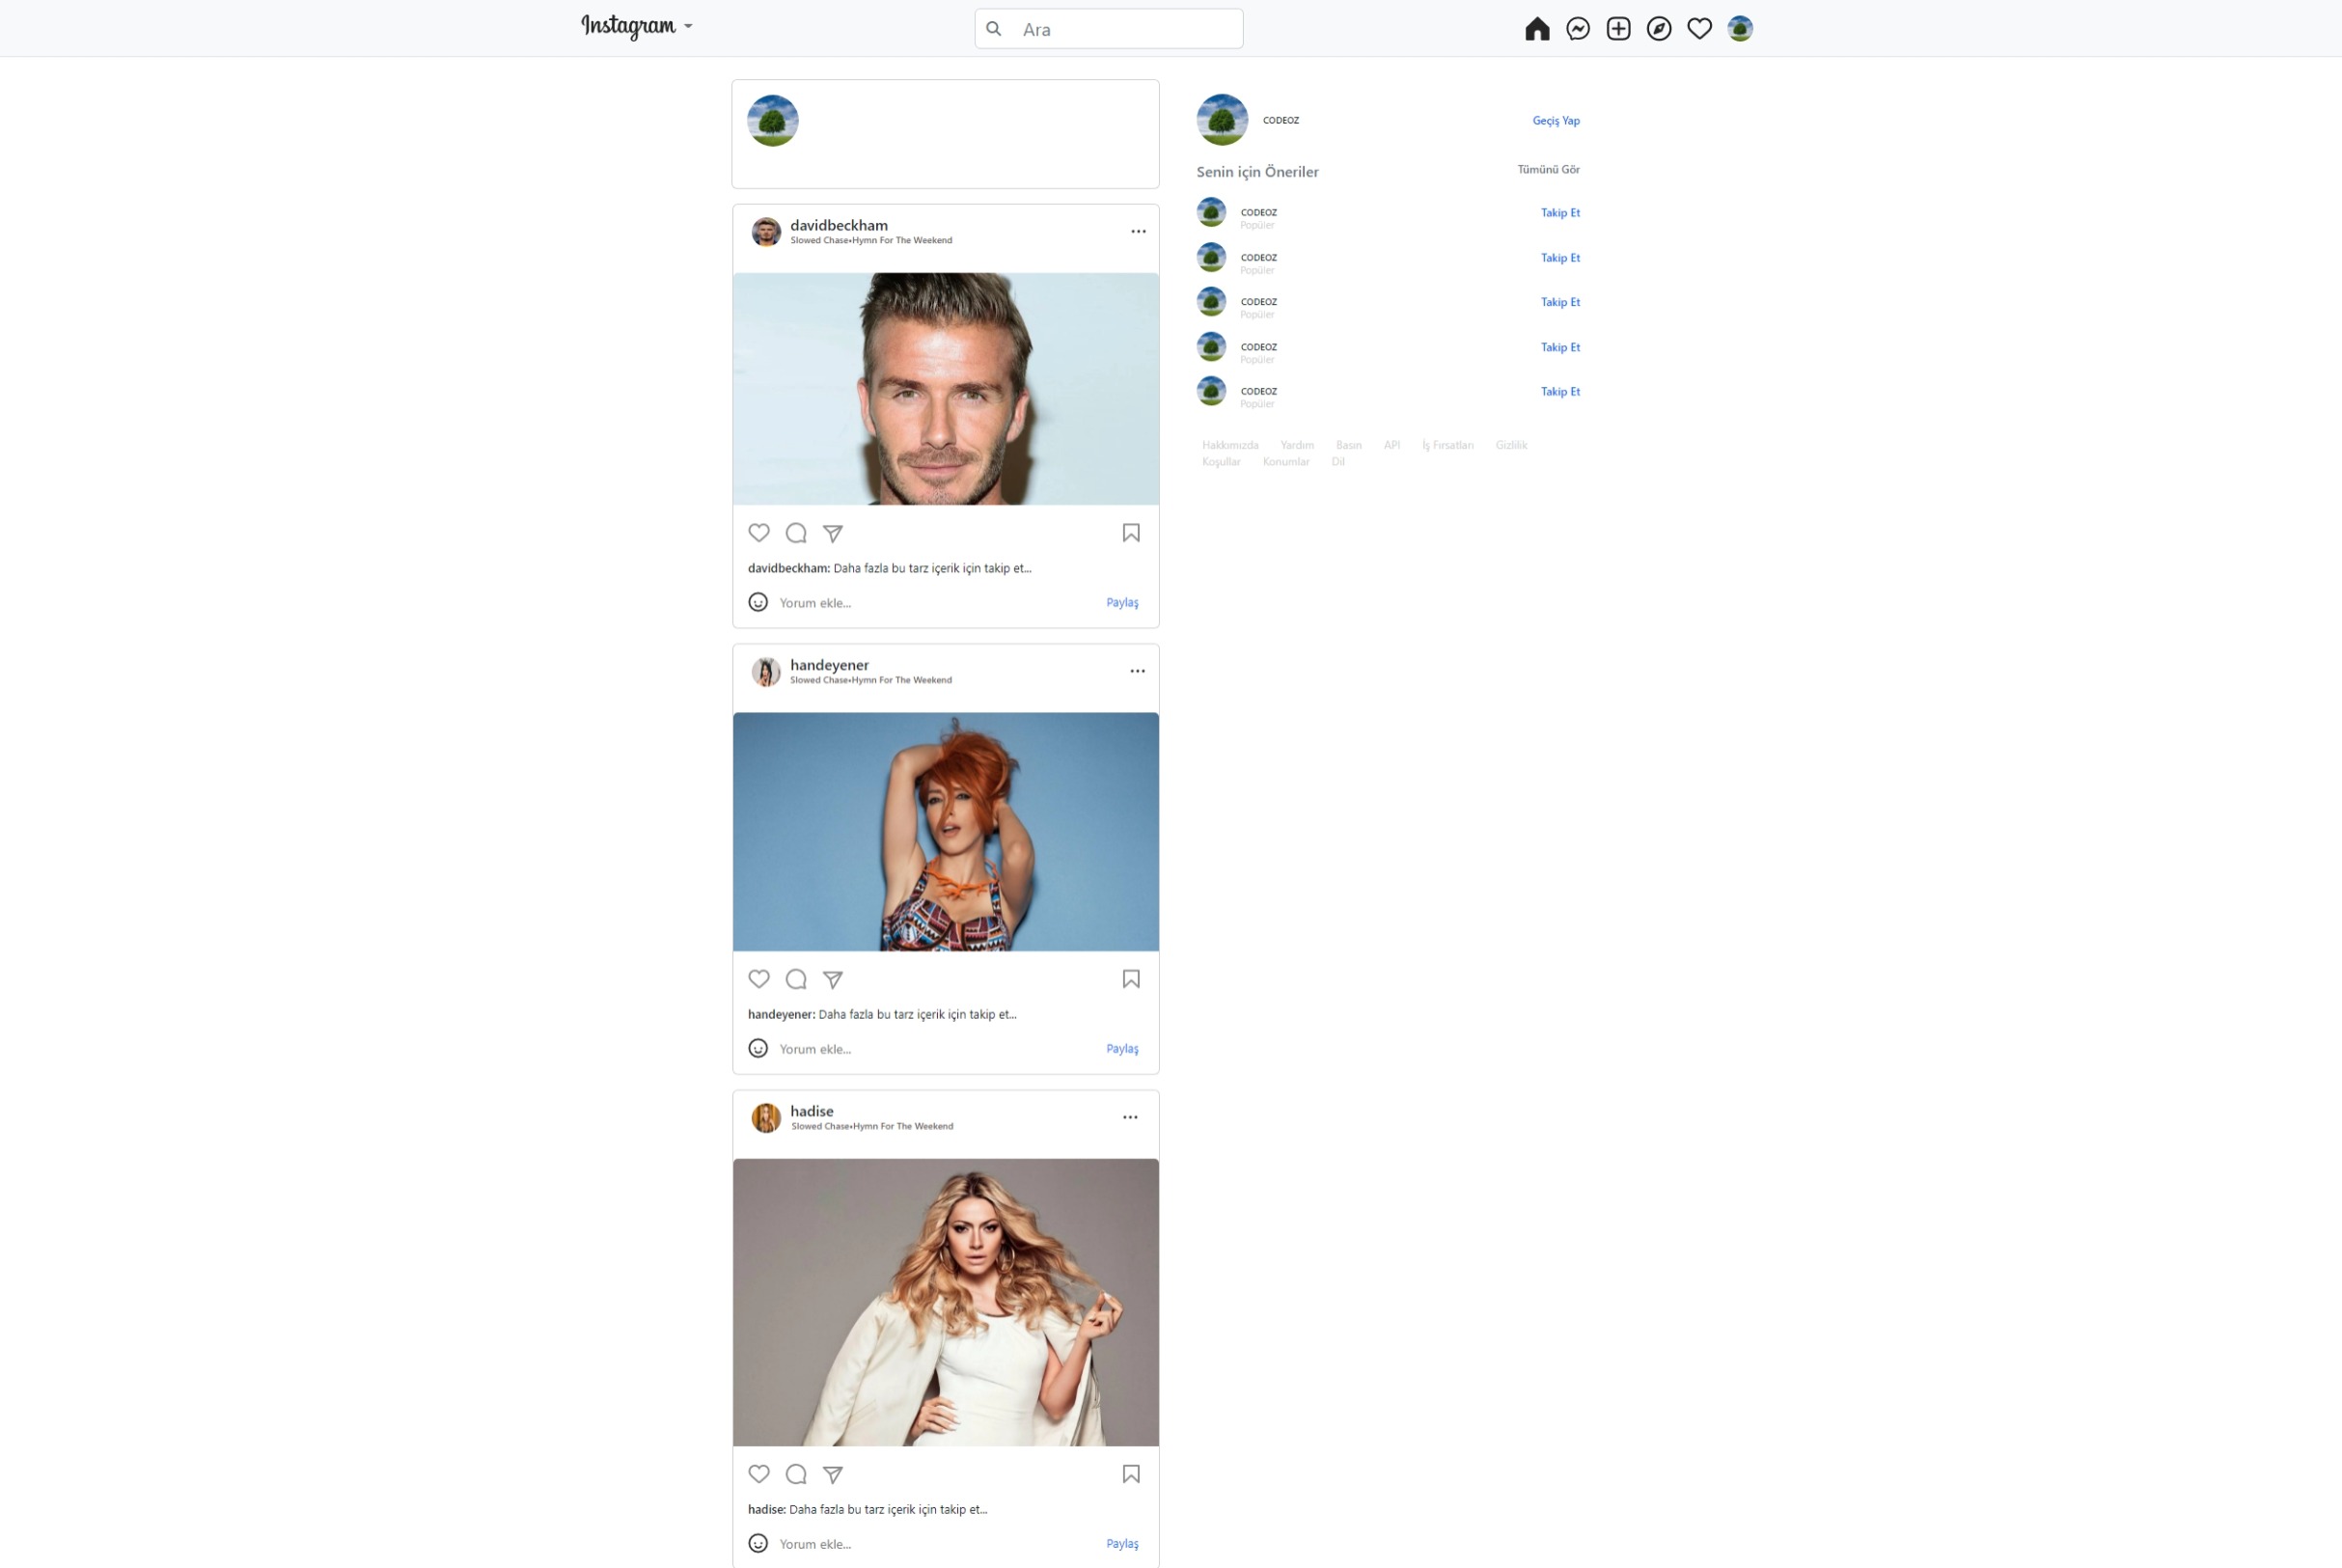 Instagram
Ara
CODEOZ
Geçiş Yap
Senin için Öneriler
Tümünü Gör
CODEOZ
Popüler
Takip Et
CODEOZ
Popüler
Takip Et
CODEOZ
Popüler
Takip Et
CODEOZ
Popüler
Takip Et
CODEOZ
Popüler
Takip Et
Hakkımızda Yardım Basın API İş Fırsatları Gizlilik
Koşullar Konumlar Dil
davidbeckham
Slowed Chase•Hymn For The Weekend
davidbeckham: Daha fazla bu tarz içerik için takip et...
Yorum ekle...
Paylaş
handeyener
Slowed Chase•Hymn For The Weekend
handeyener: Daha fazla bu tarz içerik için takip et...
Yorum ekle...
Paylaş
hadise
Slowed Chase•Hymn For The Weekend
hadise: Daha fazla bu tarz içerik için takip et...
Yorum ekle...
Paylaş